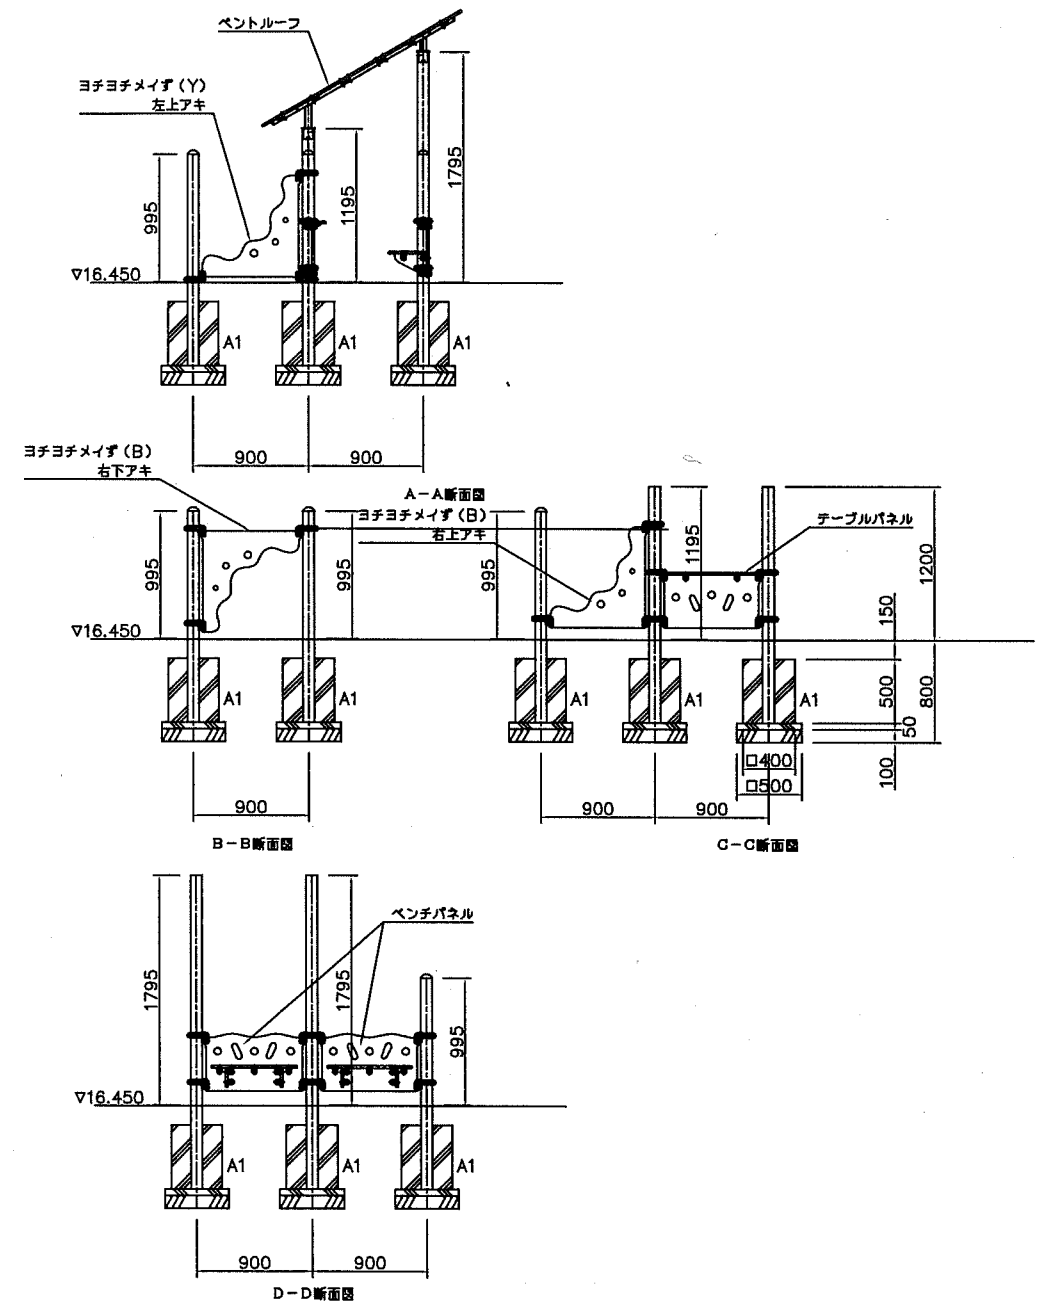 ペントルーフ
ヨチヨチメイず（Y）
左上アキ
995
1195
1795
▽16.450
A1
A1
A1
900
900
A－A断面図
ヨチヨチメイず（B）
右下アキ
995
995
▽16.450
A1
A1
900
B－B断面図
ヨチヨチメイず（B）
右上アキ
テーブルパネル
995
1195
1200
150
500
800
50
100
A1
A1
A1
□400
□500
900
900
C－C断面図
ベンチパネル
1795
1795
995
▽16.450
A1
A1
A1
900
900
D－D断面図